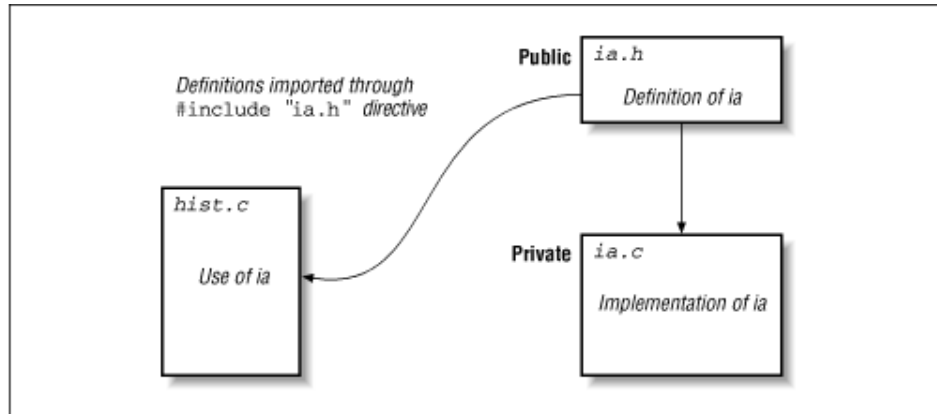 Public
ia.h
Definition of ia
Definitions imported through
#include "ia.h" directive
hist.c
Use of ia
Private
ia.c
Implementation of ia